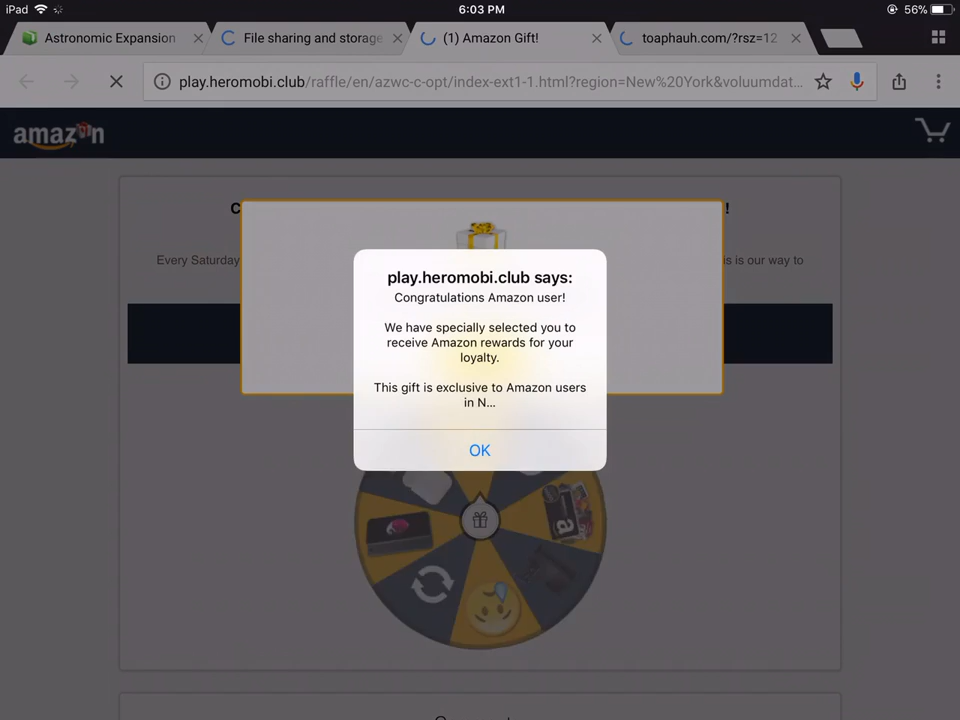 iPad 6:03 PM 56%
Astronomic Expansion File sharing and storage (1) Amazon Gift! toaphauh.com/?rsz=12
play.heromobi.club/raffle/en/azwc-c-opt/index-ext1-1.html?region=New%20York&voluumdat...
amazon
C !
Every Saturday is is our way to
play.heromobi.club says:
Congratulations Amazon user!
We have specially selected you to
receive Amazon rewards for your
loyalty.
This gift is exclusive to Amazon users
in N...
OK
a